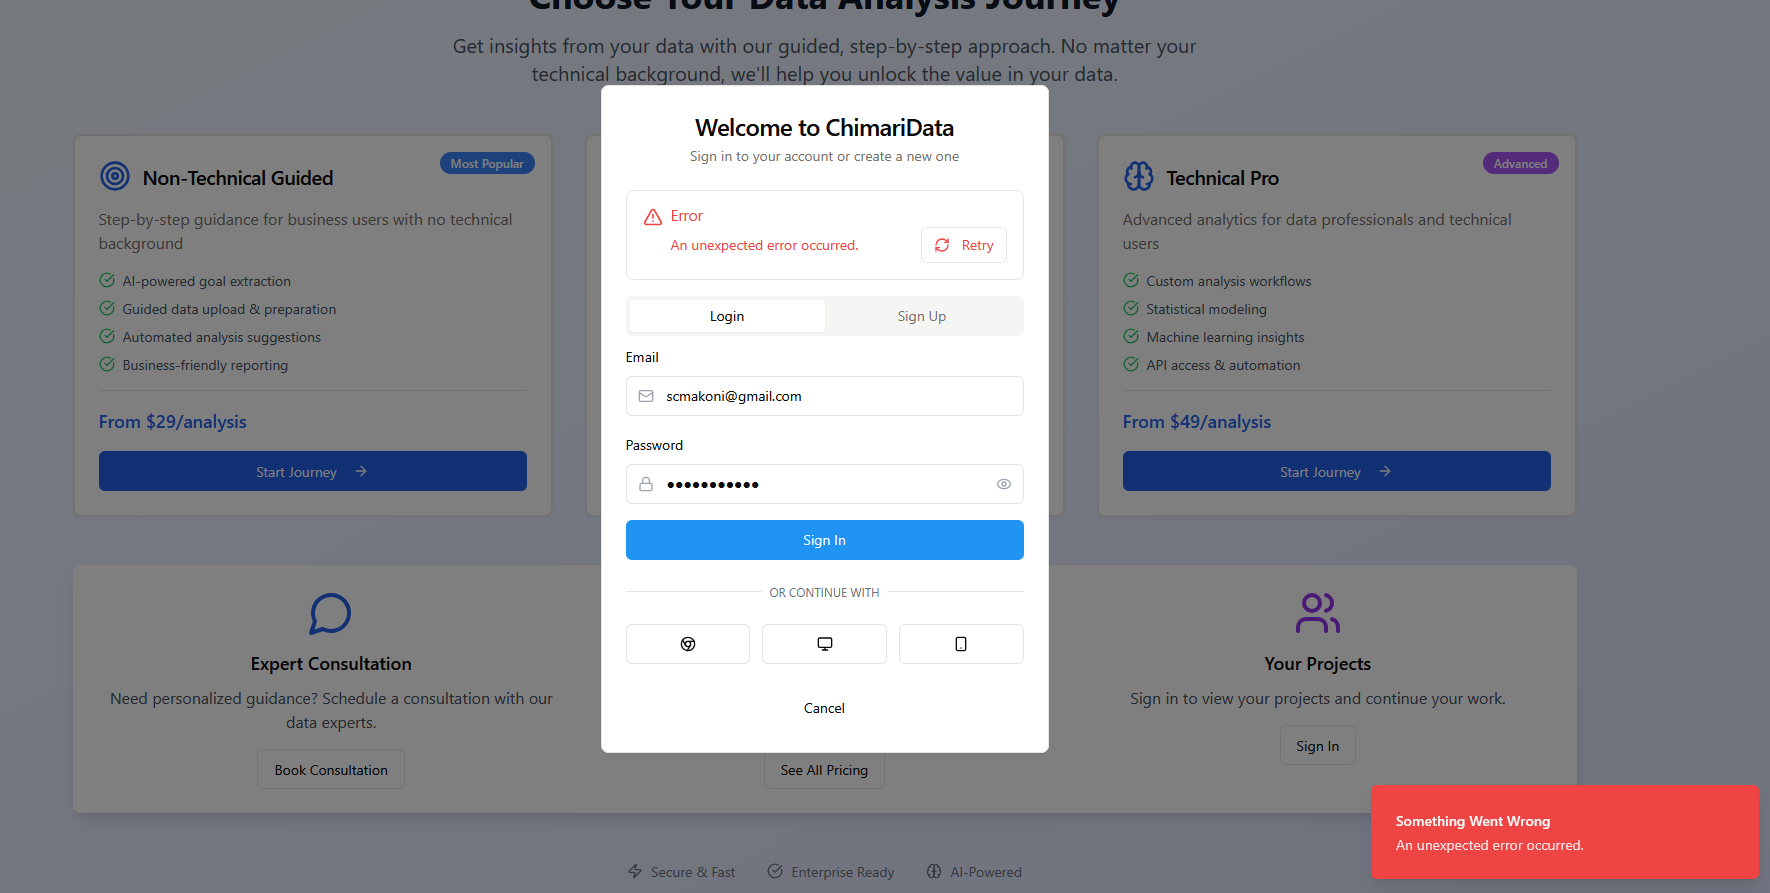 Choose Your Data Analysis Journey
Get insights from your data with our guided, step-by-step approach. No matter your
technical background, we'll help you unlock the value in your data.
Welcome to ChimariData
Sign in to your account or create a new one
Error
An unexpected error occurred.
Retry
Login
Sign Up
Email
scmakoni@gmail.com
Password
•••••••••••
Sign In
OR CONTINUE WITH
Cancel
Non-Technical Guided
Most Popular
Step-by-step guidance for business users with no technical
background
AI-powered goal extraction
Guided data upload & preparation
Automated analysis suggestions
Business-friendly reporting
From $29/analysis
Start Journey
Technical Pro
Advanced
Advanced analytics for data professionals and technical
users
Custom analysis workflows
Statistical modeling
Machine learning insights
API access & automation
From $49/analysis
Start Journey
Expert Consultation
Need personalized guidance? Schedule a consultation with our
data experts.
Book Consultation
See All Pricing
Your Projects
Sign in to view your projects and continue your work.
Sign In
Something Went Wrong
An unexpected error occurred.
Secure & Fast
Enterprise Ready
AI-Powered